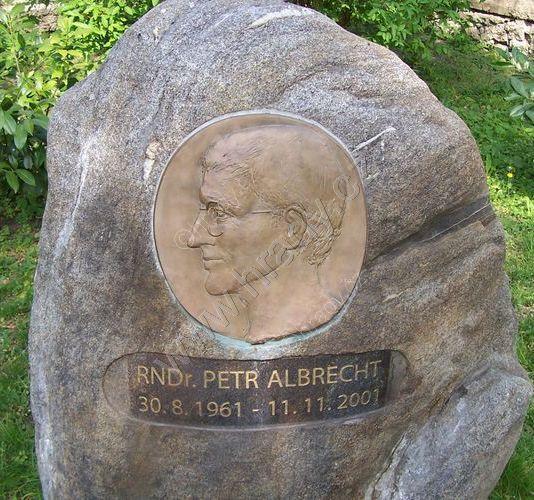 RNDr. PETR ALBRECHT
30. 8. 1961 - 11. 11. 2001